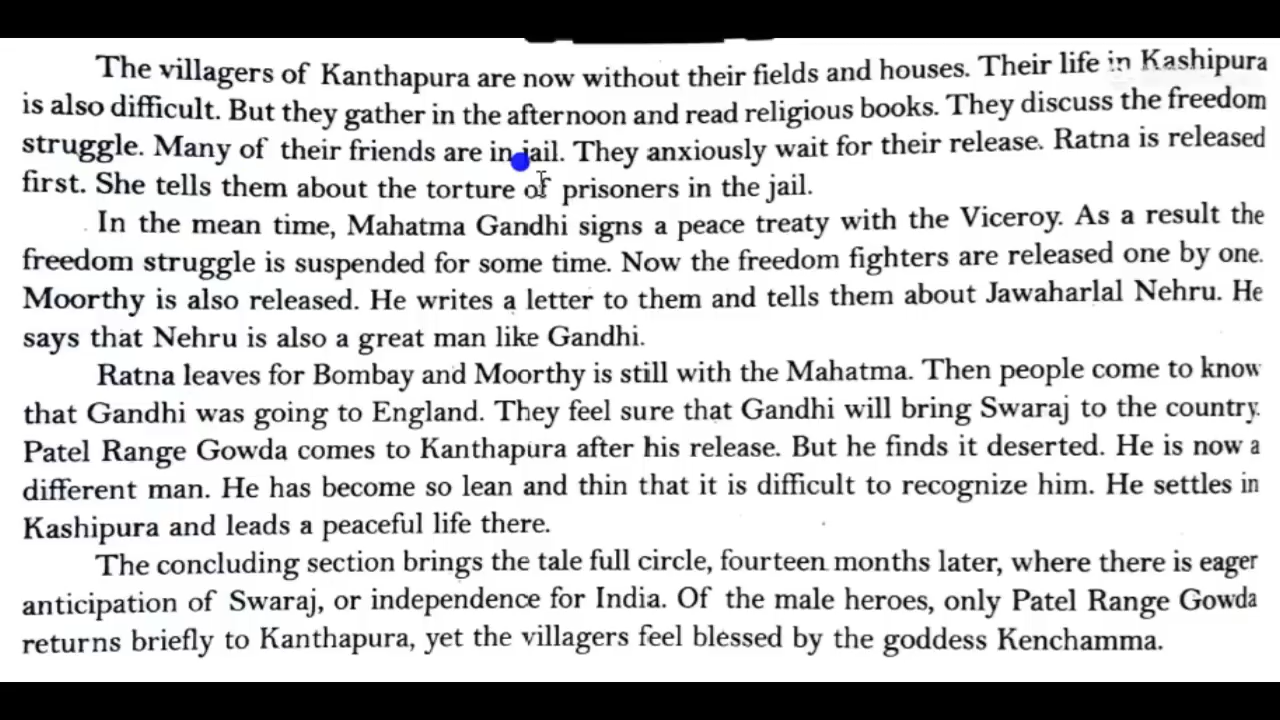 The villagers of Kanthapura are now without their fields and houses. Their life in Kashipura
is also difficult. But they gather in the afternoon and read religious books. They discuss the freedom
struggle. Many of their friends are in jail. They anxiously wait for their release. Ratna is released
first. She tells them about the torture of prisoners in the jail.
In the mean time, Mahatma Gandhi signs a peace treaty with the Viceroy. As a result the
freedom struggle is suspended for some time. Now the freedom fighters are released one by one.
Moorthy is also released. He writes a letter to them and tells them about Jawaharlal Nehru. He
says that Nehru is also a great man like Gandhi.
Ratna leaves for Bombay and Moorthy is still with the Mahatma. Then people come to know
that Gandhi was going to England. They feel sure that Gandhi will bring Swaraj to the country.
Patel Range Gowda comes to Kanthapura after his release. But he finds it deserted. He is now a
different man. He has become so lean and thin that it is difficult to recognize him. He settles in
Kashipura and leads a peaceful life there.
The concluding section brings the tale full circle, fourteen months later, where there is eager
anticipation of Swaraj, or independence for India. Of the male heroes, only Patel Range Gowda
returns briefly to Kanthapura, yet the villagers feel blessed by the goddess Kenchamma.